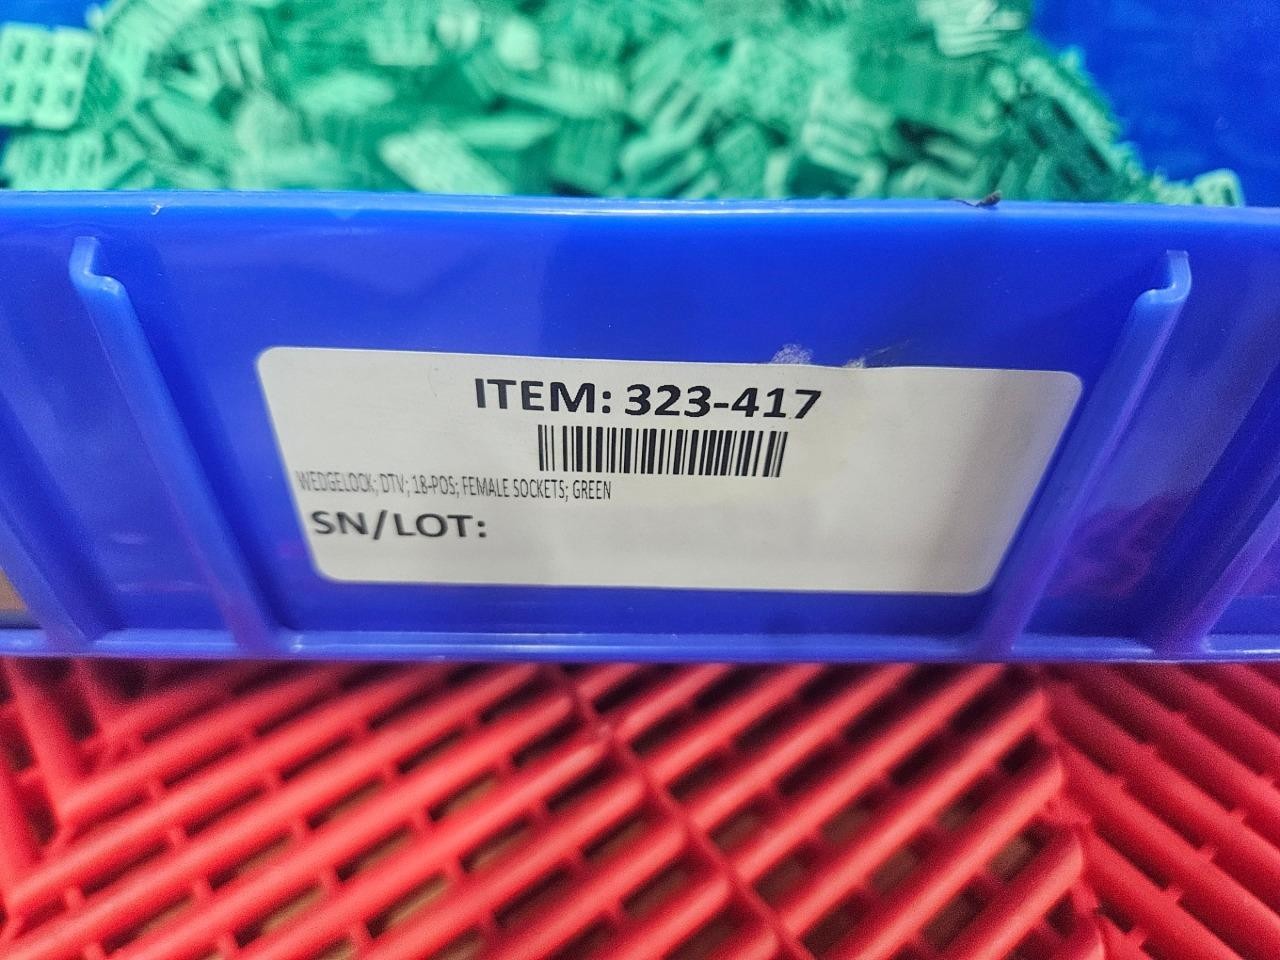 ITEM: 323-417
WEDGELOCK; DTV; 18-POS; FEMALE SOCKETS; GREEN
SN/LOT: